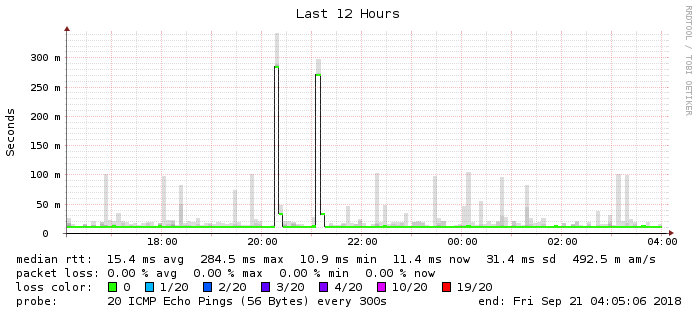 Last 12 Hours
RRDTOOL / TOBI OETIKER
Seconds
300 m
250 m
200 m
150 m
100 m
50 m
0
18:00 20:00 22:00 00:00 02:00 04:00
median rtt: 15.4 ms avg 284.5 ms max 10.9 ms min 11.4 ms now 31.4 ms sd 492.5 m am/s
packet loss: 0.00 % avg 0.00 % max 0.00 % min 0.00 % now
loss color: 0 1/20 2/20 3/20 4/20 10/20 19/20
probe: 20 ICMP Echo Pings (56 Bytes) every 300s end: Fri Sep 21 04:05:06 2018